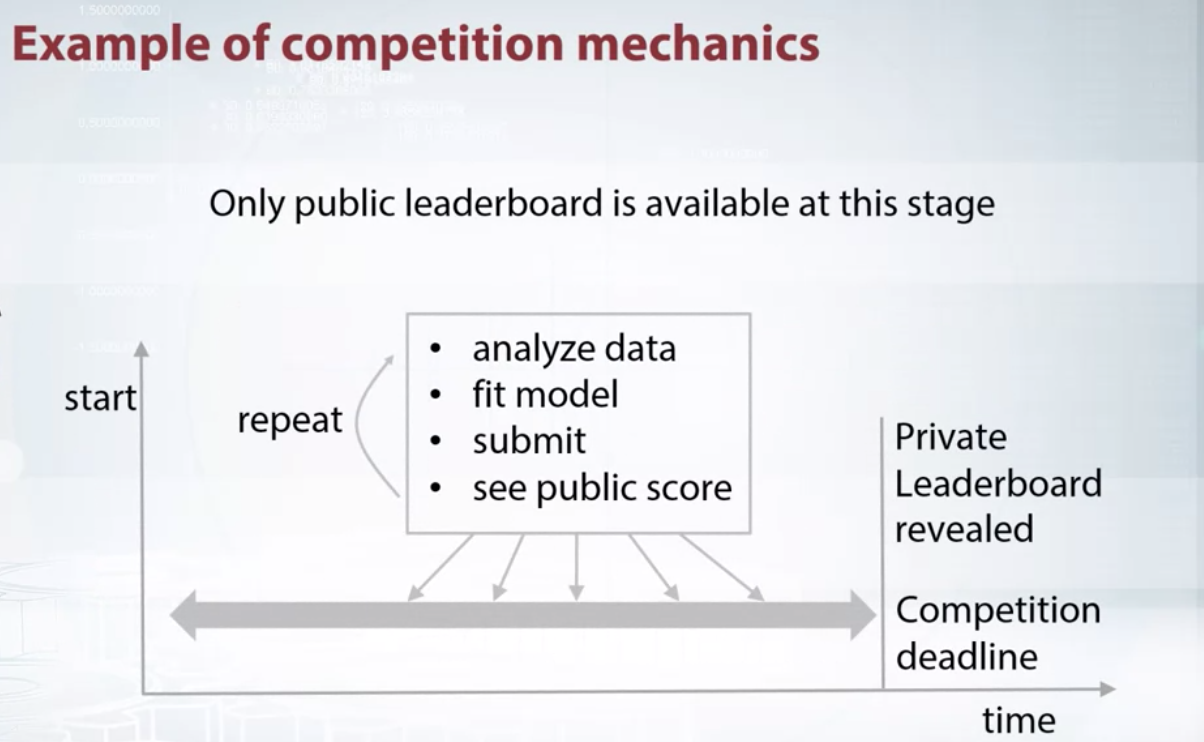 Example of competition mechanics
Only public leaderboard is available at this stage
start
repeat
• analyze data
• fit model
• submit
• see public score
Private
Leaderboard
revealed
Competition
deadline
time